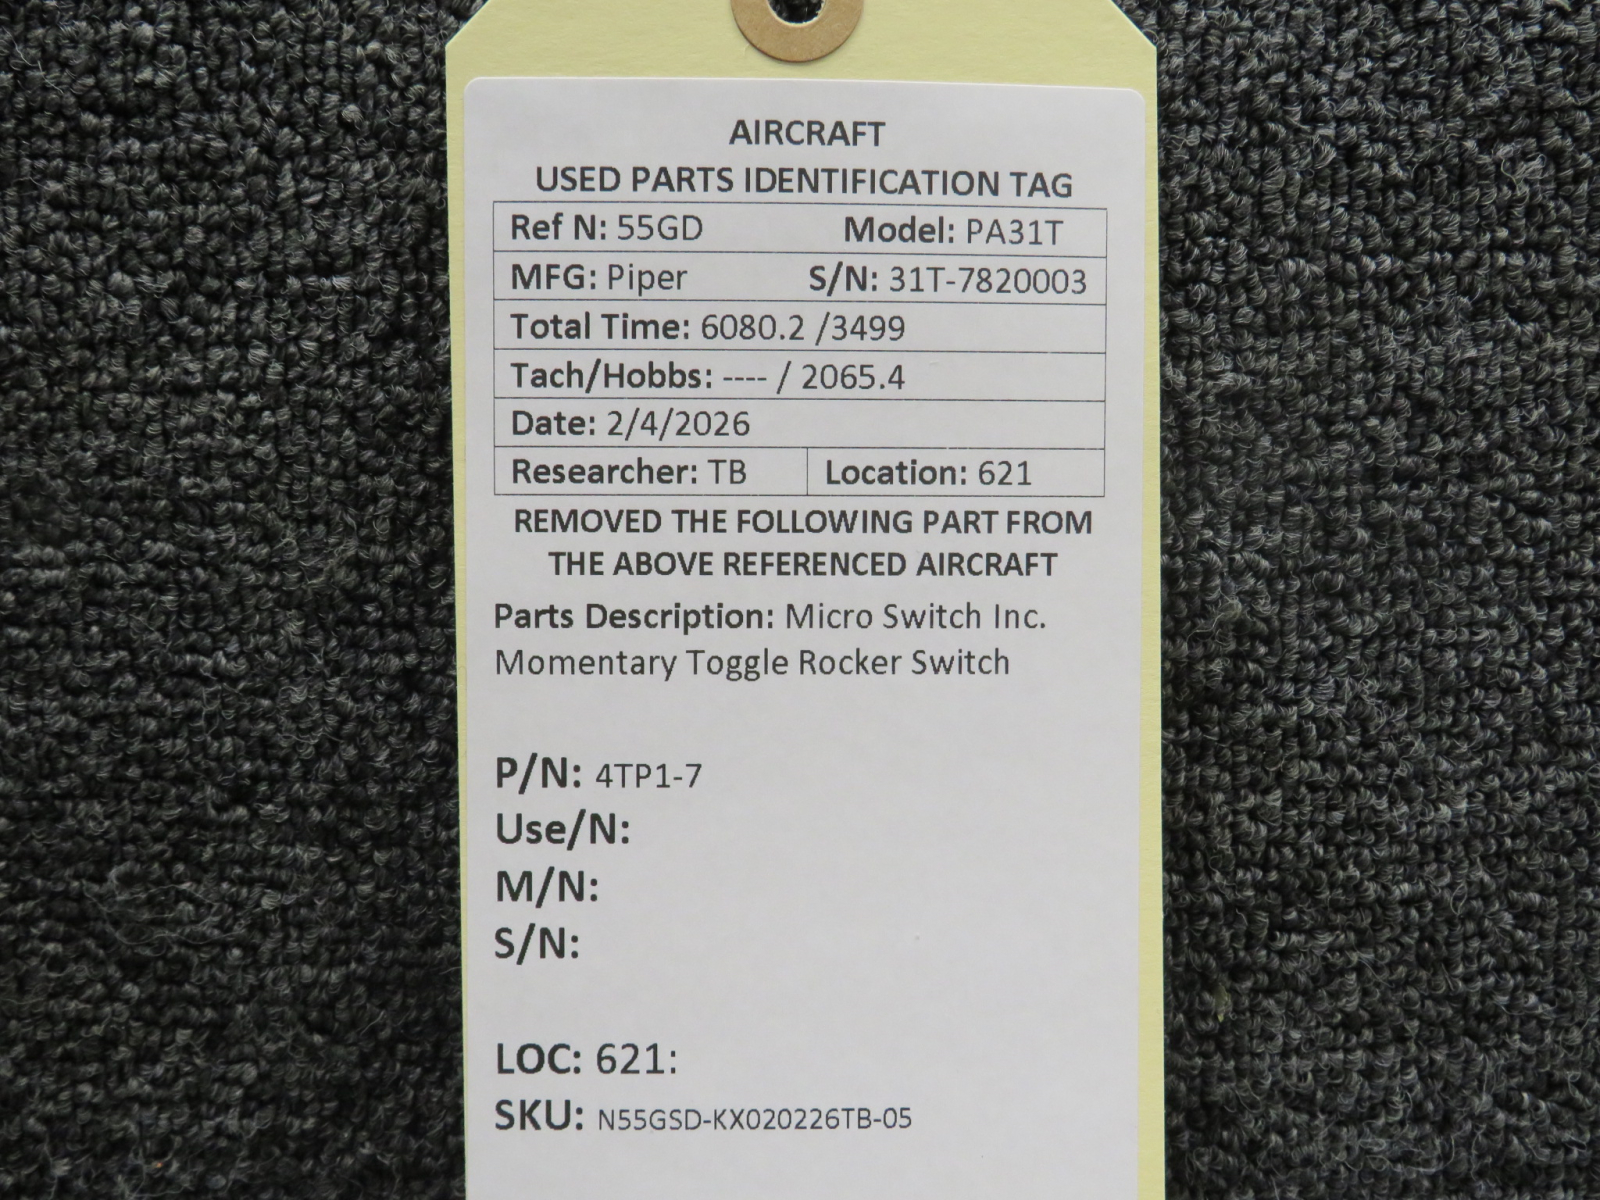 AIRCRAFT
USED PARTS IDENTIFICATION TAG
Ref N: 55GD Model: PA31T
MFG: Piper S/N: 31T-7820003
Total Time: 6080.2 /3499
Tach/Hobbs: ---- / 2065.4
Date: 2/4/2026
Researcher: TB Location: 621
REMOVED THE FOLLOWING PART FROM
THE ABOVE REFERENCED AIRCRAFT
Parts Description: Micro Switch Inc.
Momentary Toggle Rocker Switch
P/N: 4TP1-7
Use/N:
M/N:
S/N:
LOC: 621:
SKU: N55GSD-KX020226TB-05